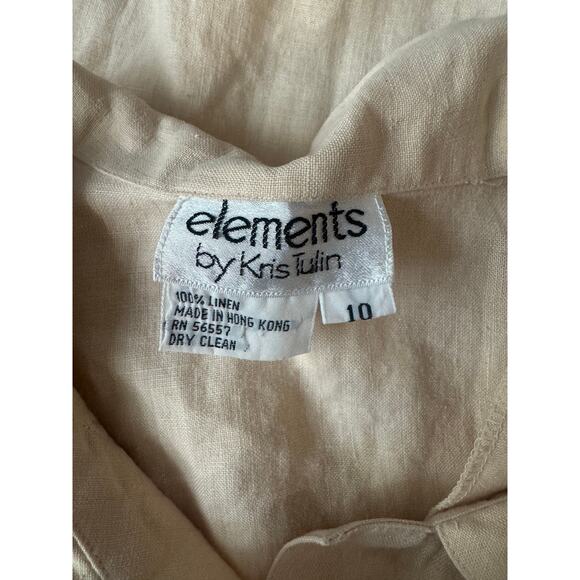 elements
by Kris Tulin
100% LINEN
MADE IN HONG KONG
RN 56557
DRY CLEAN
10